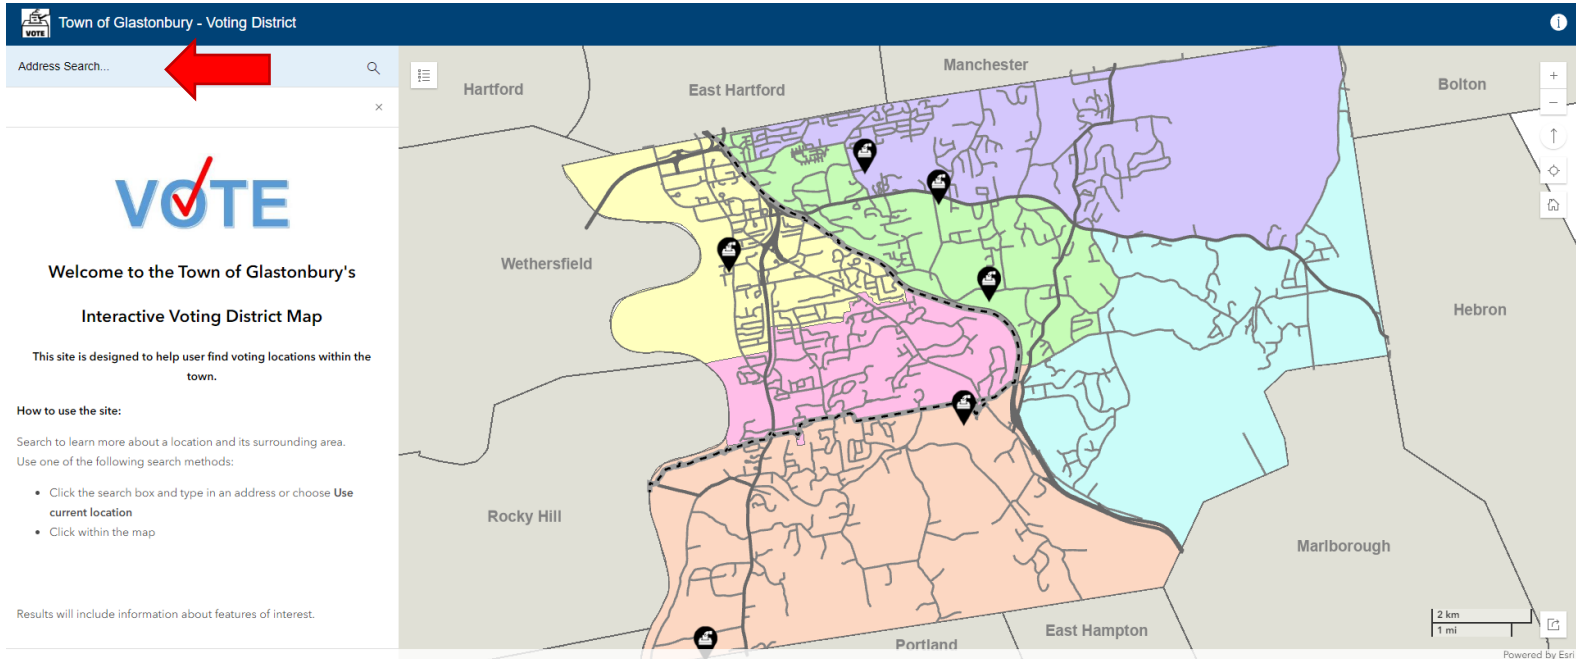 VOTE
Town of Glastonbury - Voting District
Address Search...
VOTE
Welcome to the Town of Glastonbury's
Interactive Voting District Map
This site is designed to help user find voting locations within the
town.
How to use the site:
Search to learn more about a location and its surrounding area.
Use one of the following search methods:
• Click the search box and type in an address or choose Use
current location
• Click within the map
Results will include information about features of interest.
Hartford
East Hartford
Manchester
Bolton
Wethersfield
Hebron
Rocky Hill
Marlborough
East Hampton
Portland
2 km
1 mi
Powered by Esri